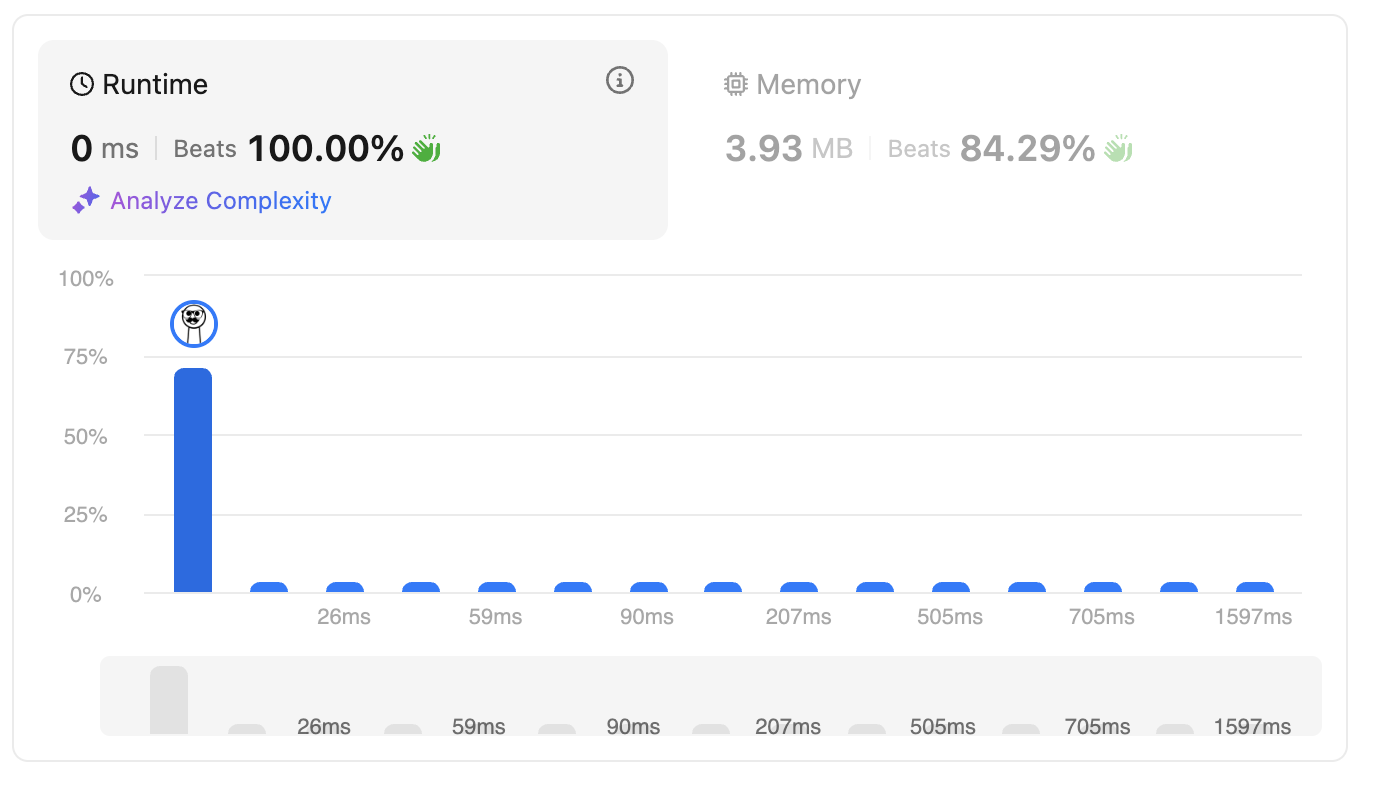 Runtime
0 ms Beats 100.00%
Analyze Complexity
Memory
3.93 MB Beats 84.29%
100%
75%
50%
25%
0%
26ms 59ms 90ms 207ms 505ms 705ms 1597ms
26ms 59ms 90ms 207ms 505ms 705ms 1597ms